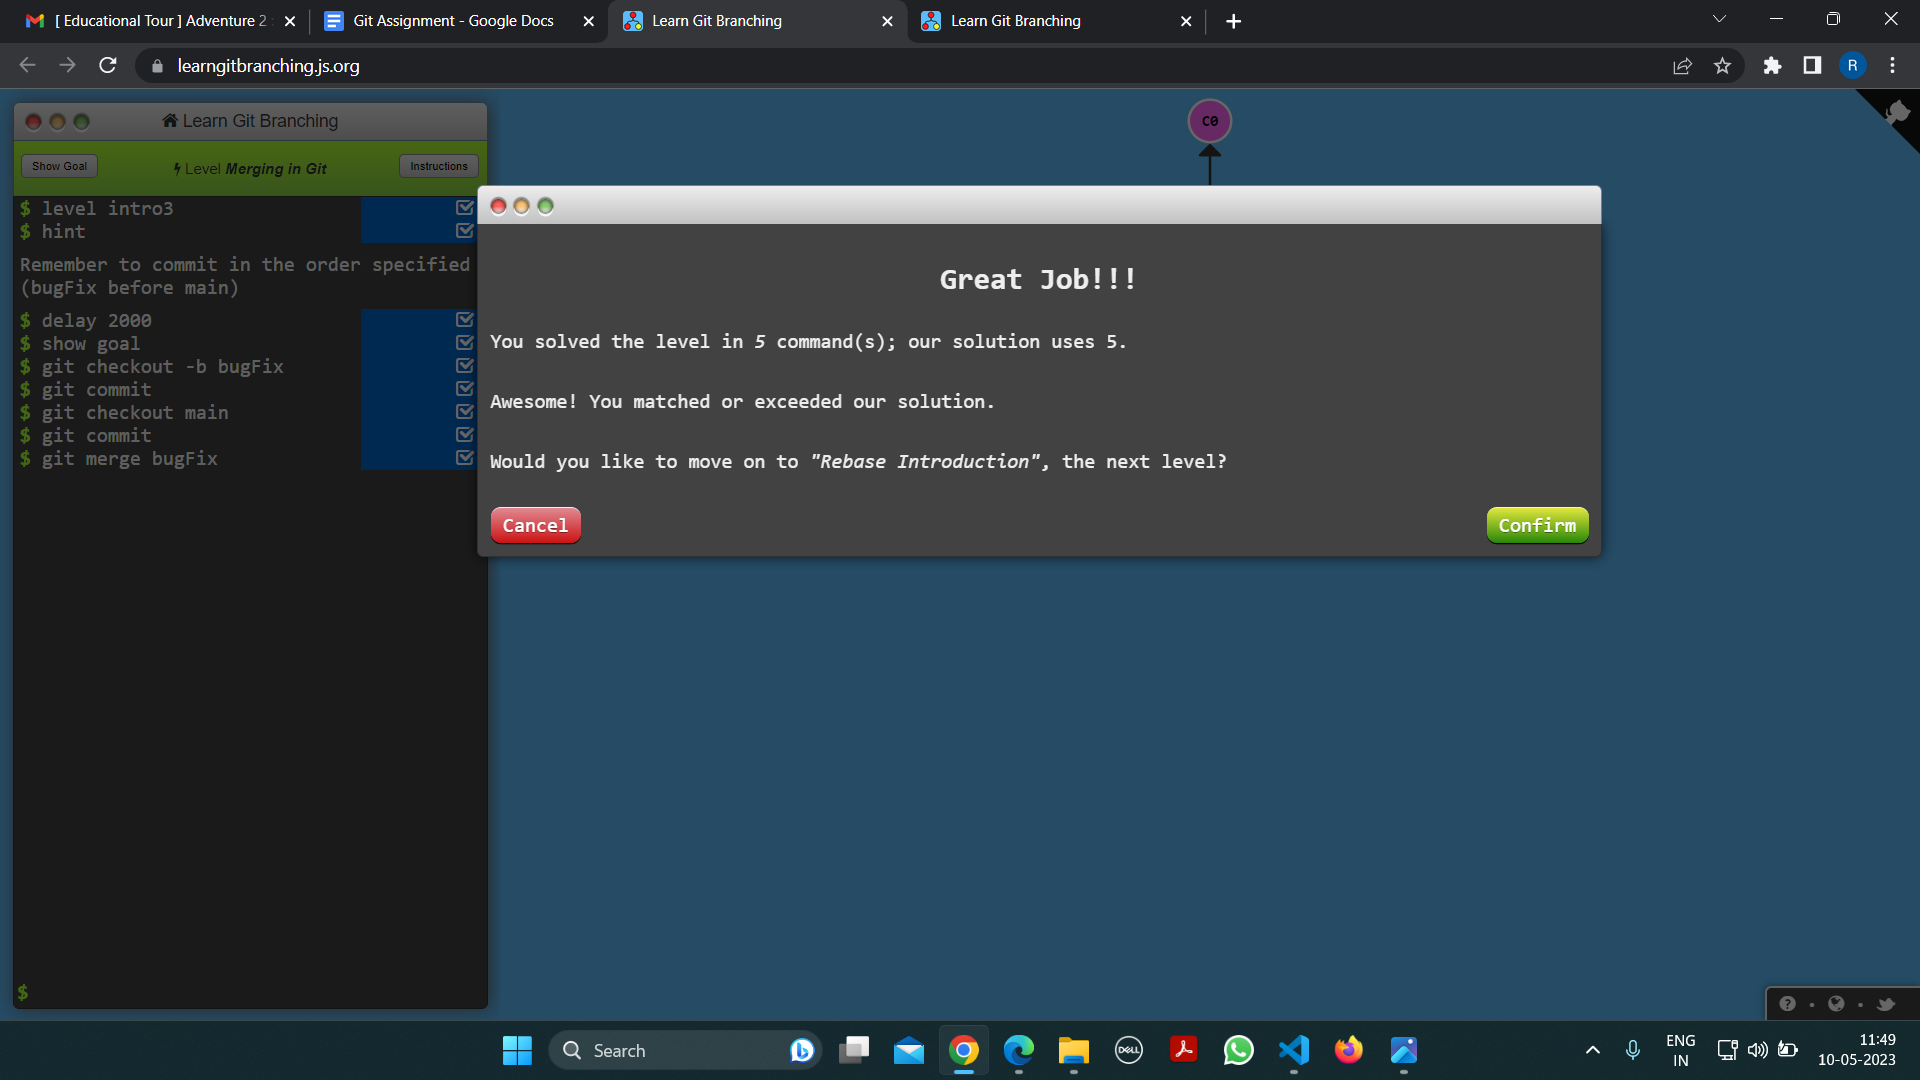 [ Educational Tour ] Adventure 2
Git Assignment - Google Docs
Learn Git Branching
Learn Git Branching
learngitbranching.js.org
R
Learn Git Branching
Show Goal
Level Merging in Git
Instructions
$ level intro3
$ hint
Remember to commit in the order specified
(bugFix before main)
$ delay 2000
$ show goal
$ git checkout -b bugFix
$ git commit
$ git checkout main
$ git commit
$ git merge bugFix
$
C0
Great Job!!!
You solved the level in 5 command(s); our solution uses 5.
Awesome! You matched or exceeded our solution.
Would you like to move on to "Rebase Introduction", the next level?
Cancel
Confirm
Search
DELL
ENG
IN
11:49
10-05-2023